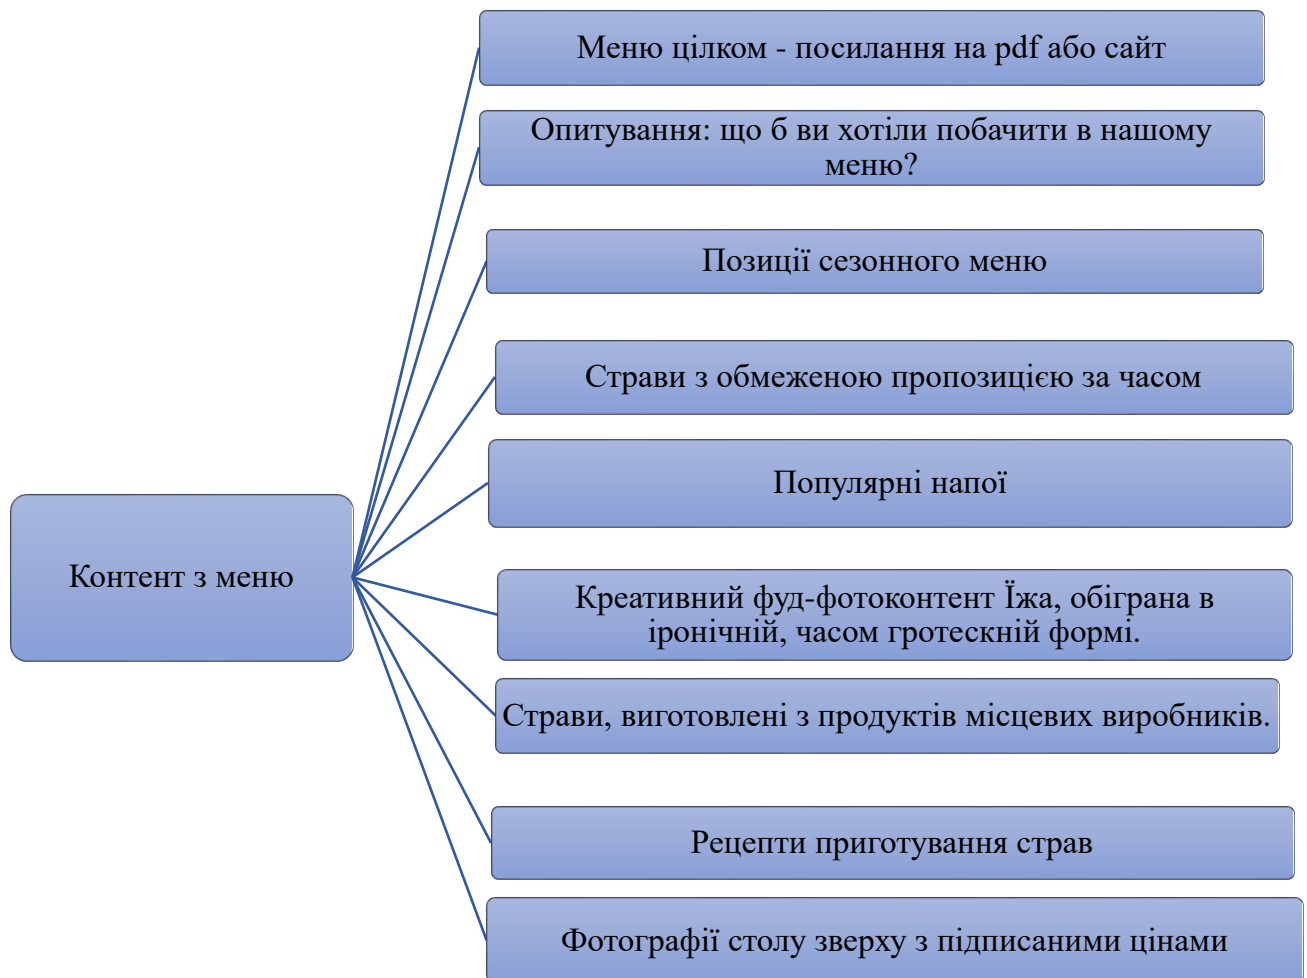 Меню цілком - посилання на pdf або сайт
Опитування: що б ви хотіли побачити в нашому
меню?
Позиції сезонного меню
Страви з обмеженою пропозицією за часом
Популярні напої
Контент з меню
Креативний фуд-фотоконтент Їжа, обіграна в
іронічній, часом гротескній формі.
Страви, виготовлені з продуктів місцевих виробників.
Рецепти приготування страв
Фотографії столу зверху з підписаними цінами